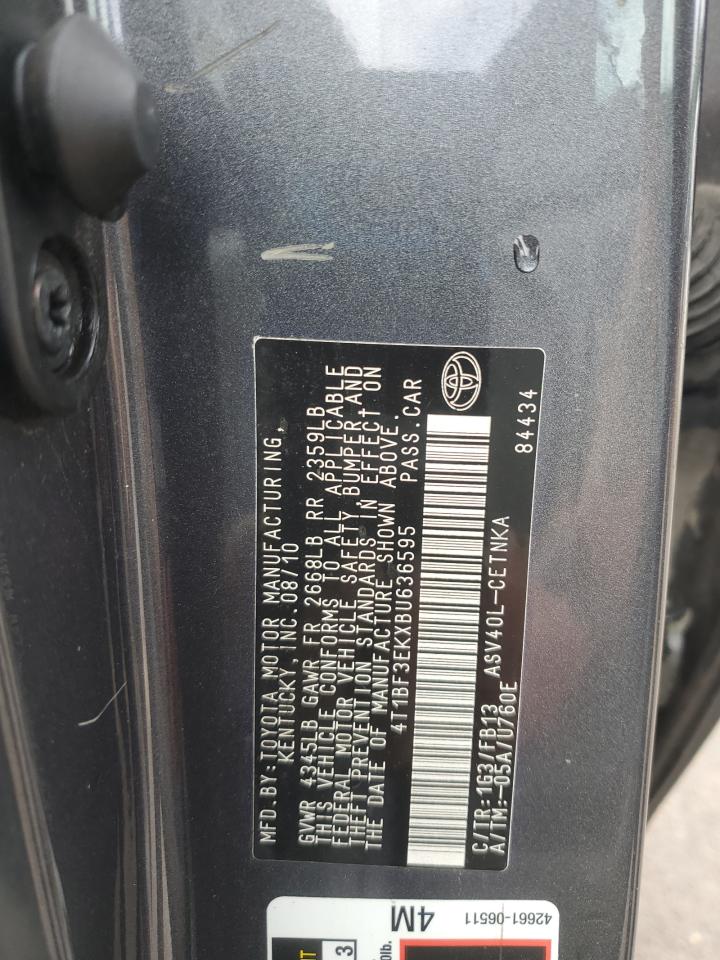 MFD.BY:TOYOTA MOTOR MANUFACTURING,
KENTUCKY, INC.08/10
GVWR 4345LB GAWR FR 2668LB RR 2359LB
THIS VEHICLE CONFORMS TO ALL APPLICABLE
FEDERAL MOTOR VEHICLE SAFETY BUMPER,AND
THEFT PREVENTION STANDARDS IN EFFECT ON
THE DATE OF MANUFACTURE SHOWN ABOVE.
4T1BF3EKXBU636595 PASS.CAR
C/TR:1G3/FB13 ASV40L-CETNKA
A/TM:-05A/U760E 84434
4M
42661-06511
3